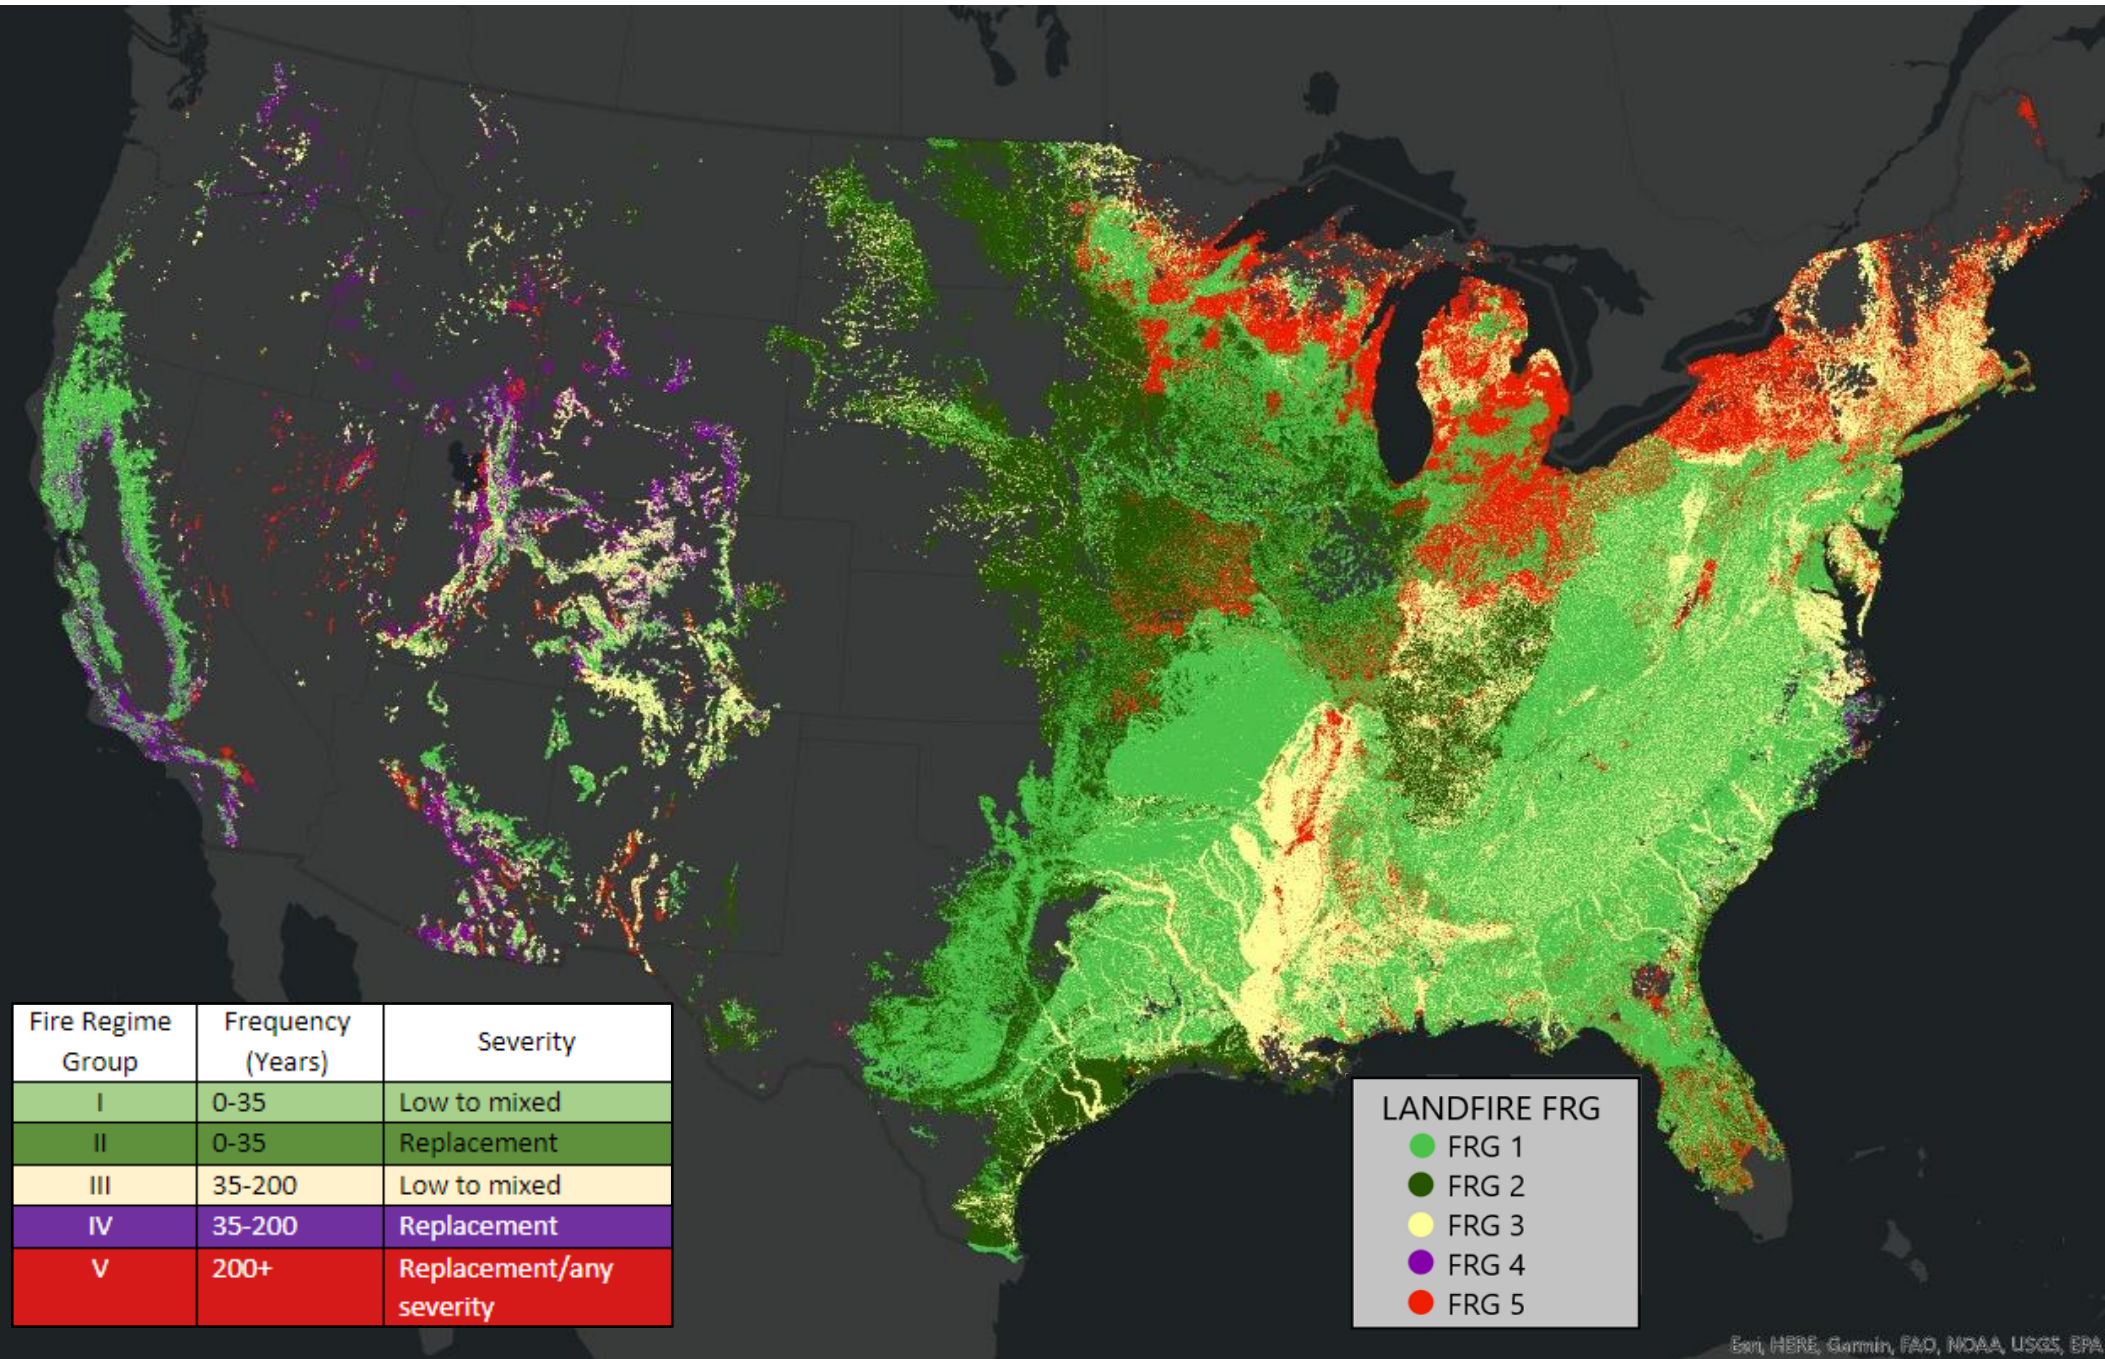 Fire Regime Group Frequency (Years) Severity
I 0-35 Low to mixed
II 0-35 Replacement
III 35-200 Low to mixed
IV 35-200 Replacement
V 200+ Replacement/any severity
LANDFIRE FRG
FRG 1
FRG 2
FRG 3
FRG 4
FRG 5
Esri, HERE, Garmin, FAO, NOAA, USGS, EPA